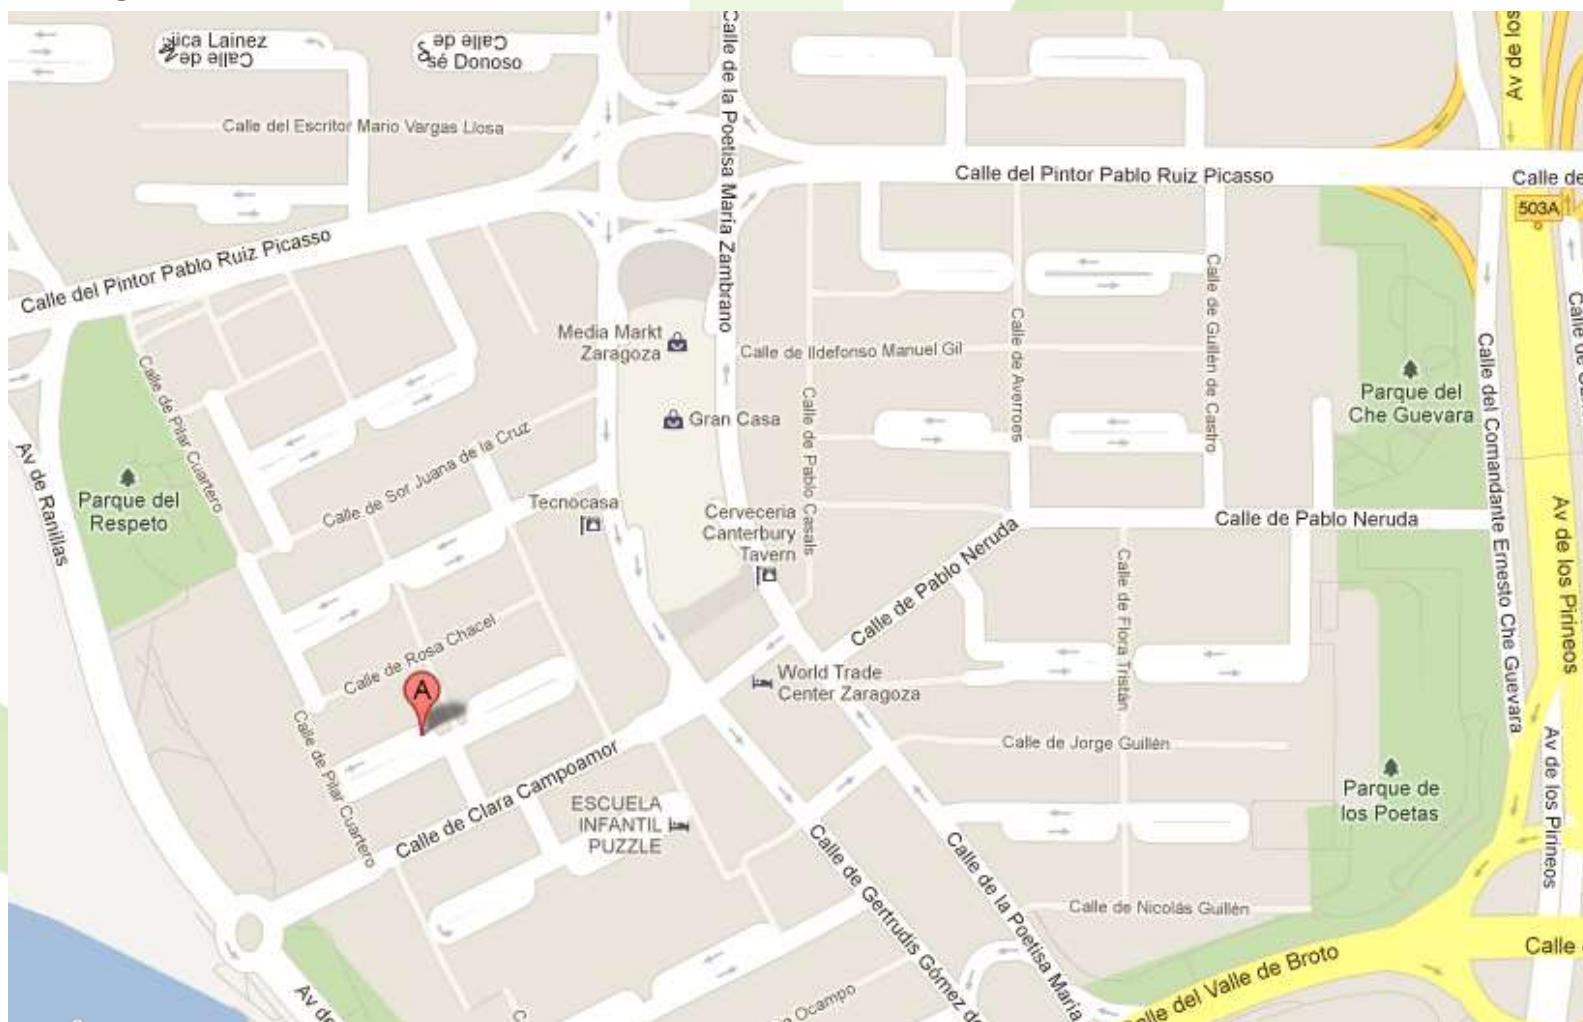 ijica Lainez
Calle de
Calle de
sé Donoso
Calle de la Poetisa María Zambrano
Av de los
Calle del Escritor Mario Vargas Llosa
Calle del Pintor Pablo Ruiz Picasso
Calle de
503A
Calle del Pintor Pablo Ruiz Picasso
Media Markt
Zaragoza
Calle de Ildefonso Manuel Gil
Calle de Averroes
Calle de Guillén de Castro
Calle de Pilar Cuartero
Gran Casa
Calle de Pablo Casals
Parque del
Che Guevara
Calle del Comandante Ernesto Che Guevara
Calle de Sor Juana de la Cruz
Av de Ranillas
Parque del
Respeto
Tecnocasa
Cerveceria
Canterbury
Tavern
Calle de Pablo Neruda
Calle de Pablo Neruda
Av de los Pirineos
Calle de Flora Tristán
Calle de Rosa Chacel
A
World Trade
Center Zaragoza
Calle de Pilar Cuartero
Calle de Jorge Guillén
Av de los Pirineos
Calle de Clara Campoamor
ESCUELA
INFANTIL
PUZZLE
Parque de
los Poetas
Calle de Gertrudis Gómez de
Calle de la Poetisa María
Calle de Nicolás Guillén
Calle
Calle del Valle de Broto
Av de
C
Ocampo